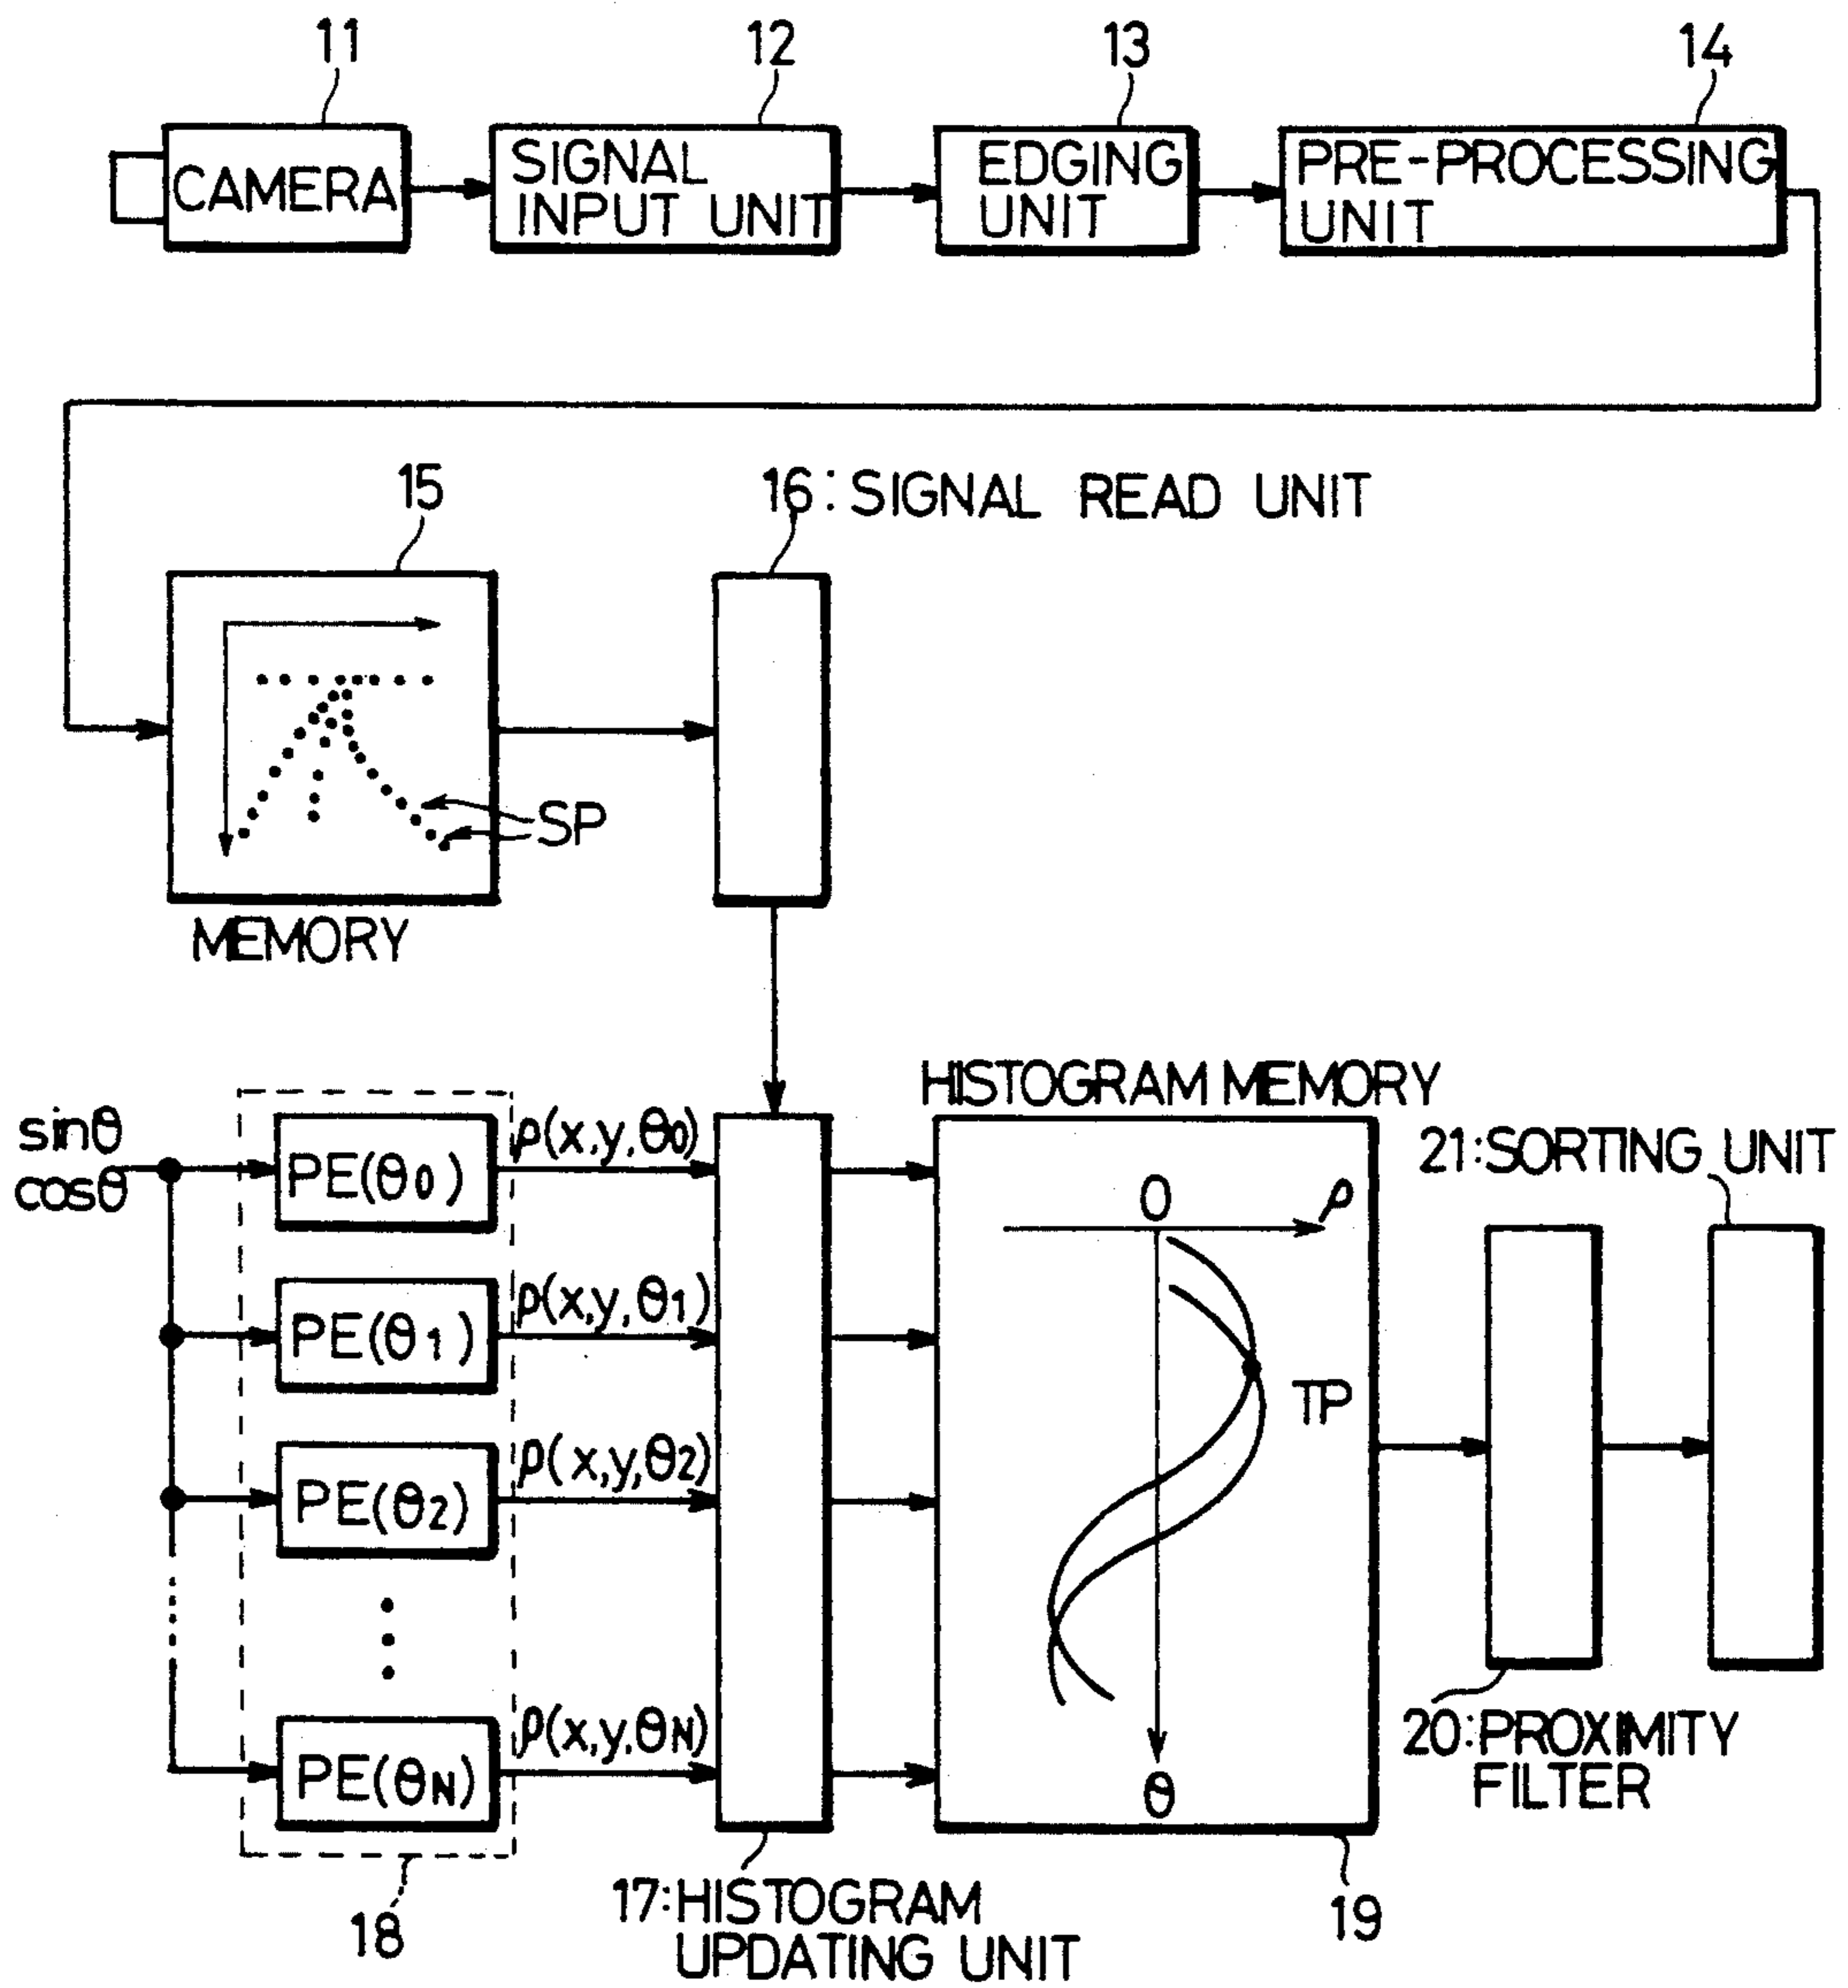 11
12
13
14
CAMERA
SIGNAL
INPUT UNIT
EDGING
UNIT
PRE-PROCESSING
UNIT
15
16: SIGNAL READ UNIT
SP
MEMORY
HISTOGRAM MEMORY
sinθ
cosθ
PE(θ0)
ρ(x,y,θ0)
PE(θ1)
ρ(x,y,θ1)
PE(θ2)
ρ(x,y,θ2)
PE(θN)
ρ(x,y,θN)
0
ρ
TP
θ
21:SORTING UNIT
20:PROXIMITY
FILTER
18
17:HISTOGRAM
UPDATING UNIT
19